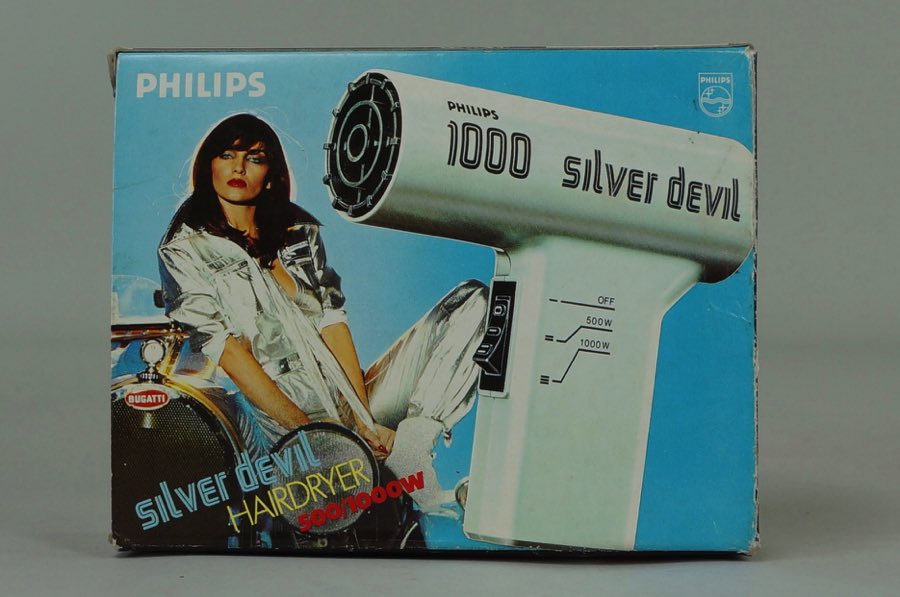 PHILIPS
PHILIPS
PHILIPS
1000 silver devil
OFF
500W
1000W
BUGATTI
silver devil
HAIRDRYER
500/1000W